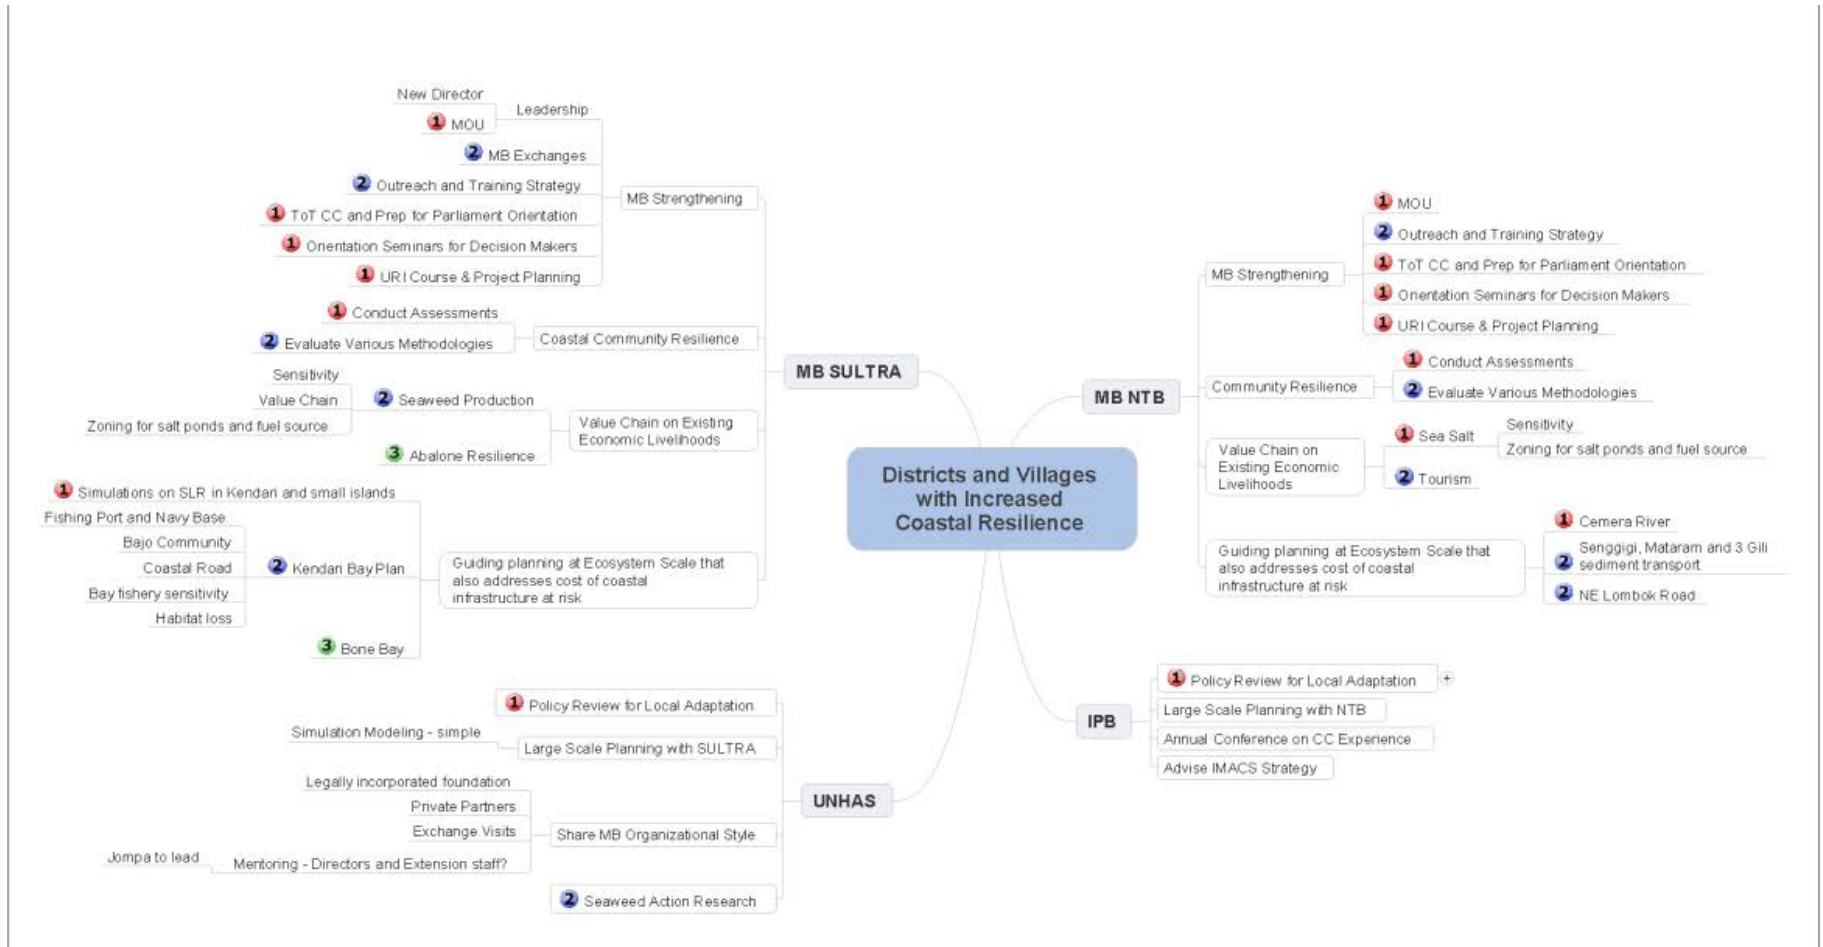 New Director
Leadership
1 MOU
2 MB Exchanges
2 Outreach and Training Strategy
MB Strengthening
1 ToT CC and Prep for Parliament Orientation
1 Orientation Seminars for Decision Makers
1 URI Course & Project Planning
1 Conduct Assessments
Coastal Community Resilience
2 Evaluate Various Methodologies
MB SULTRA
Sensitivity
Value Chain
2 Seaweed Production
Zoning for salt ponds and fuel source
Value Chain on Existing
Economic Livelihoods
3 Abalone Resilience
1 Simulations on SLR in Kendari and small islands
Fishing Port and Navy Base
Bajo Community
Coastal Road
2 Kendari Bay Plan
Bay fishery sensitivity
Habitat loss
Guiding planning at Ecosystem Scale that
also addresses cost of coastal
infrastructure at risk
3 Bone Bay
Districts and Villages
with Increased
Coastal Resilience
1 Policy Review for Local Adaptation
Simulation Modeling - simple
Large Scale Planning with SULTRA
UNHAS
Legally incorporated foundation
Private Partners
Exchange Visits
Share MB Organizational Style
Jompa to lead
Mentoring - Directors and Extension staff?
2 Seaweed Action Research
MB NTB
MB Strengthening
1 MOU
2 Outreach and Training Strategy
1 ToT CC and Prep for Parliament Orientation
1 Orientation Seminars for Decision Makers
1 URI Course & Project Planning
Community Resilience
1 Conduct Assessments
2 Evaluate Various Methodologies
Value Chain on
Existing Economic
Livelihoods
1 Sea Salt
Sensitivity
Zoning for salt ponds and fuel source
2 Tourism
Guiding planning at Ecosystem Scale that
also addresses cost of coastal
infrastructure at risk
1 Cemera River
2 Senggigi, Mataram and 3 Gili
sediment transport
2 NE Lombok Road
IPB
1 Policy Review for Local Adaptation +
Large Scale Planning with NTB
Annual Conference on CC Experience
Advise IMACS Strategy